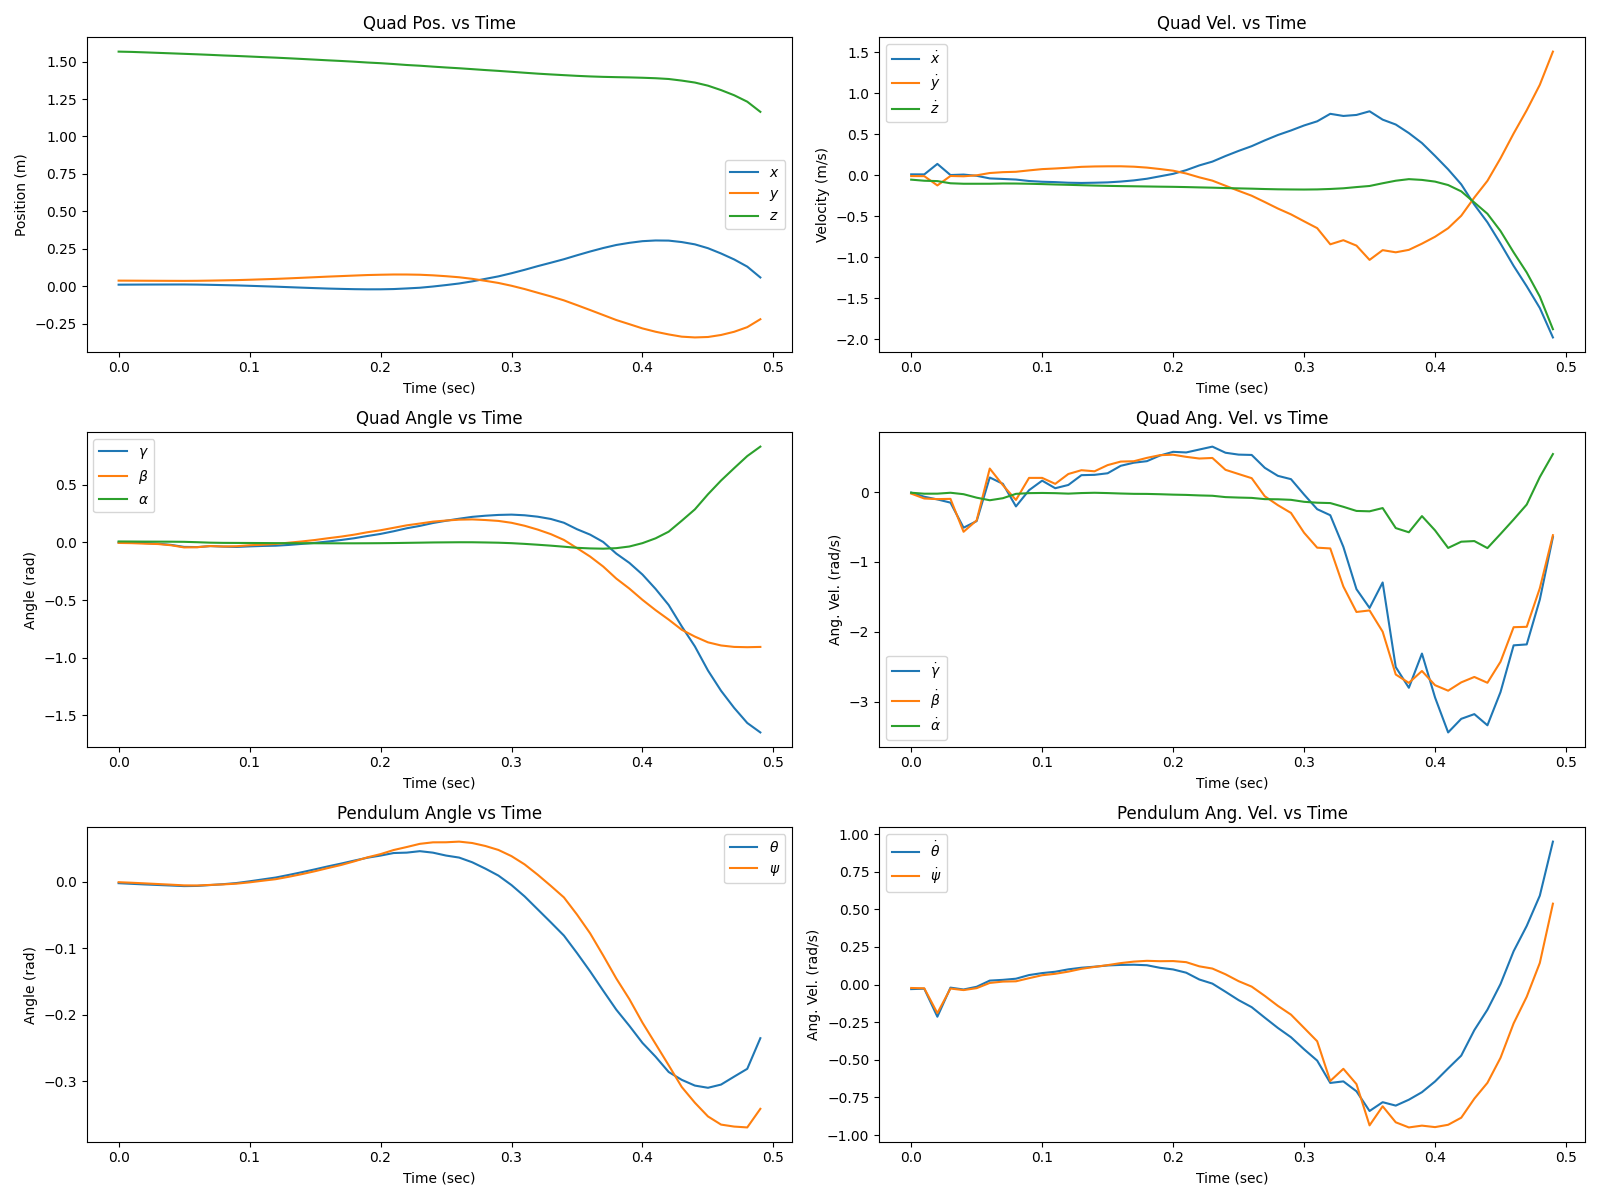 Quad Pos. vs Time
Position (m)
1.50
1.25
1.00
0.75
0.50
0.25
0.00
−0.25
x
y
z
0.0 0.1 0.2 0.3 0.4 0.5
Time (sec)
Quad Vel. vs Time
Velocity (m/s)
1.5
1.0
0.5
0.0
−0.5
−1.0
−1.5
−2.0
ẋ
ẏ
ż
0.0 0.1 0.2 0.3 0.4 0.5
Time (sec)
Quad Angle vs Time
Angle (rad)
0.5
0.0
−0.5
−1.0
−1.5
γ
β
α
0.0 0.1 0.2 0.3 0.4 0.5
Time (sec)
Quad Ang. Vel. vs Time
Ang. Vel. (rad/s)
0
−1
−2
−3
γ̇
β̇
α̇
0.0 0.1 0.2 0.3 0.4 0.5
Time (sec)
Pendulum Angle vs Time
Angle (rad)
0.0
−0.1
−0.2
−0.3
θ
ψ
0.0 0.1 0.2 0.3 0.4 0.5
Time (sec)
Pendulum Ang. Vel. vs Time
Ang. Vel. (rad/s)
1.00
0.75
0.50
0.25
0.00
−0.25
−0.50
−0.75
−1.00
θ̇
ψ̇
0.0 0.1 0.2 0.3 0.4 0.5
Time (sec)